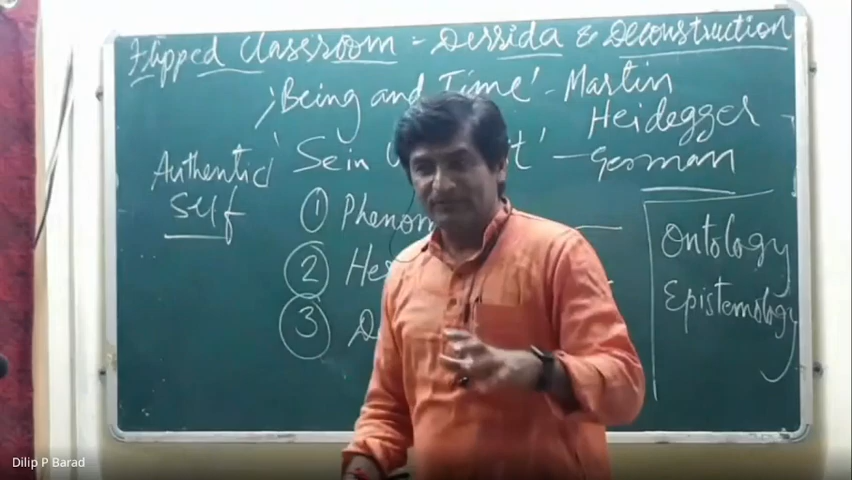 Flipped Classroom - Derrida & Deconstruction
'Being and Time' - Martin
Heidegger
'Sein
' - German
Authentic
Self
① Phenom
②
③
Ontology
Epistemology
Dilip P Barad